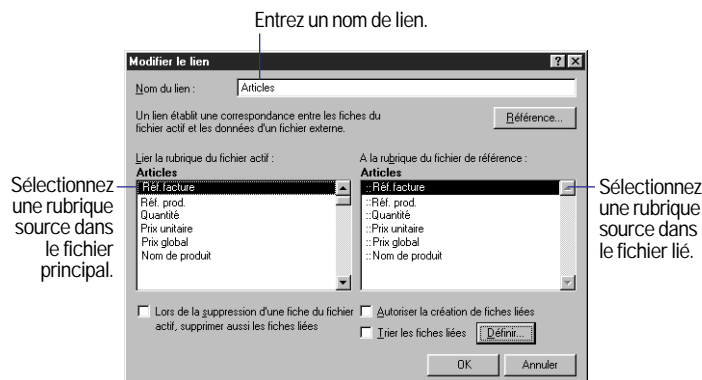 Entrez un nom de lien.
Modifier le lien
Nom du lien :
Articles
Un lien établit une correspondance entre les fiches du
fichier actif et les données d'un fichier externe.
Référence...
Lier la rubrique du fichier actif :
Articles
Réf. facture
Réf. prod.
Quantité
Prix unitaire
Prix global
Nom de produit
A la rubrique du fichier de référence :
Articles
::Réf. facture
::Réf. prod.
::Quantité
::Prix unitaire
::Prix global
::Nom de produit
Sélectionnez
une rubrique
source dans
le fichier
principal.
Sélectionnez
une rubrique
source dans
le fichier lié.
Lors de la suppression d'une fiche du fichier
actif, supprimer aussi les fiches liées
Autoriser la création de fiches liées
Trier les fiches liées
Définir...
OK
Annuler